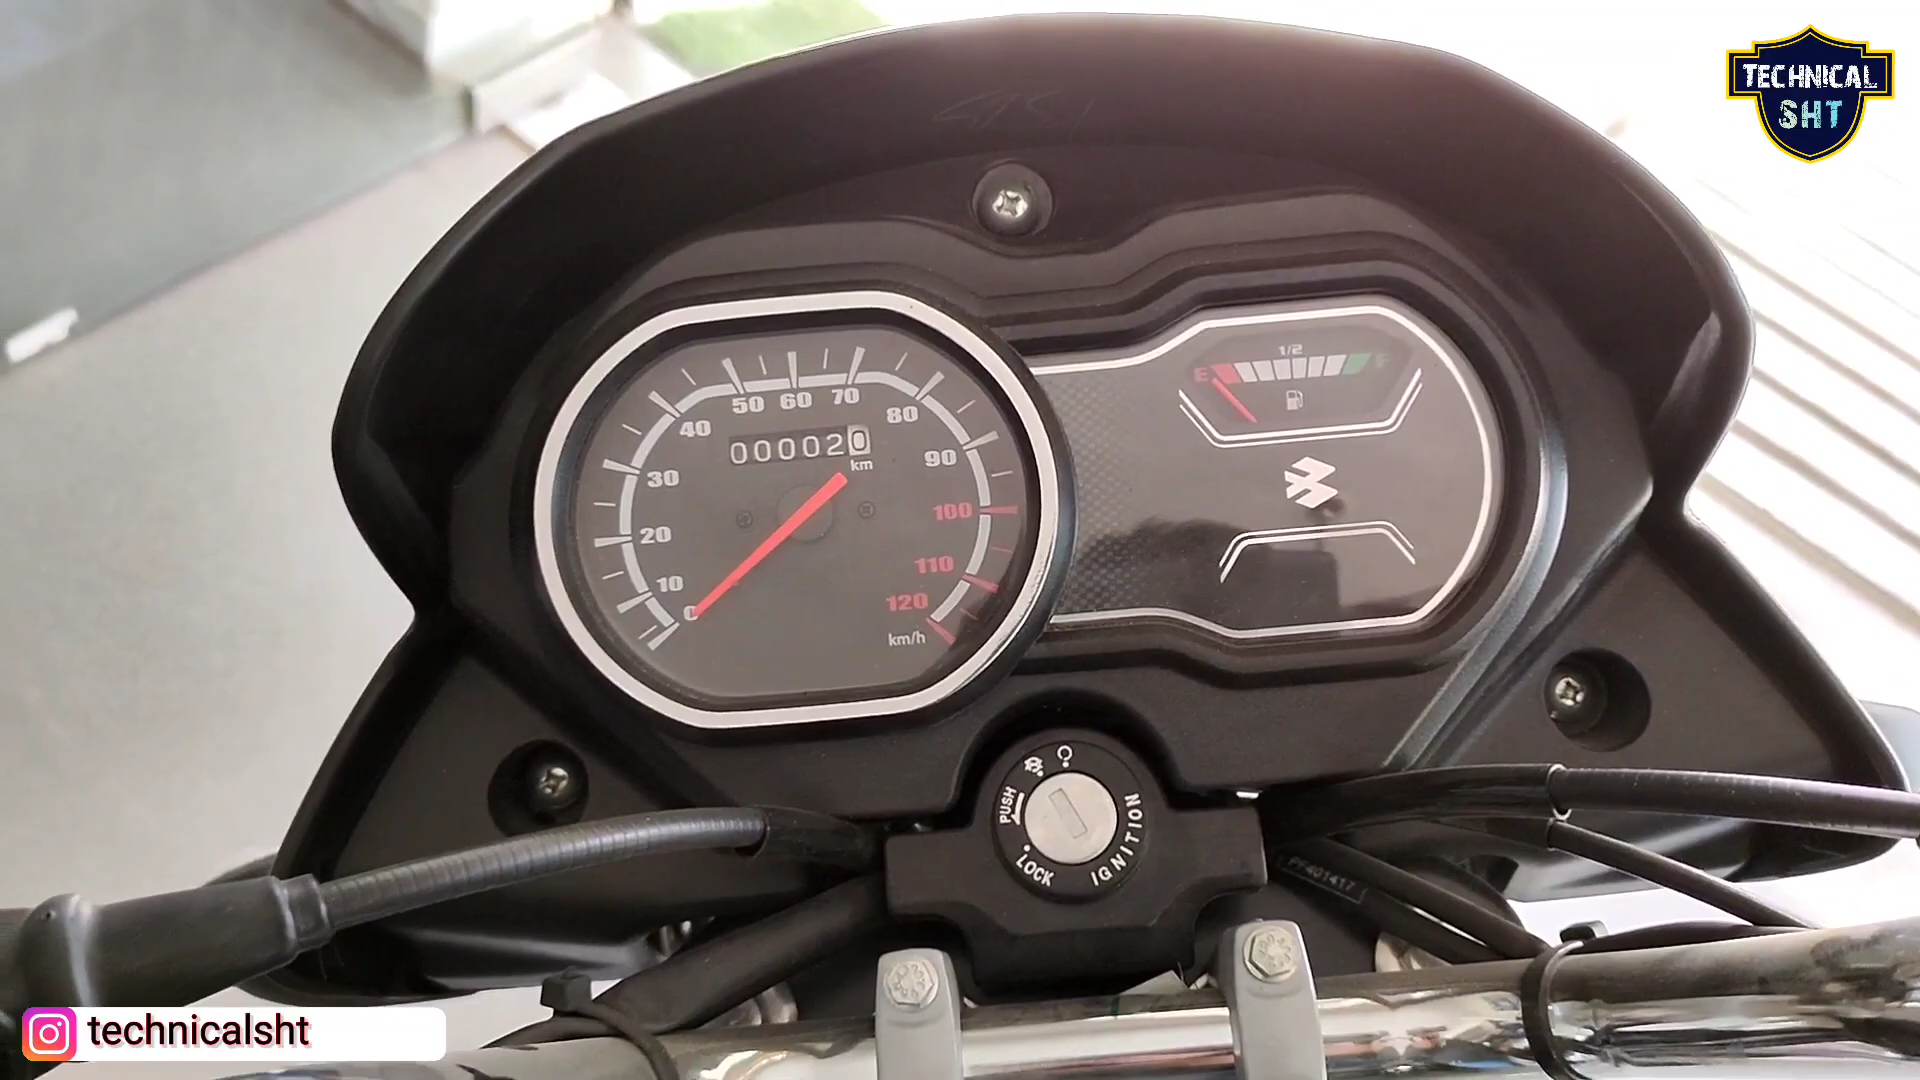 TECHNICAL
SHT
50 60 70
40 80
30 90
20 100
10 110
0 120
000020
km
km/h
1/2
E F
PUSH
LOCK
IGNITION
PF401417
technicalsht